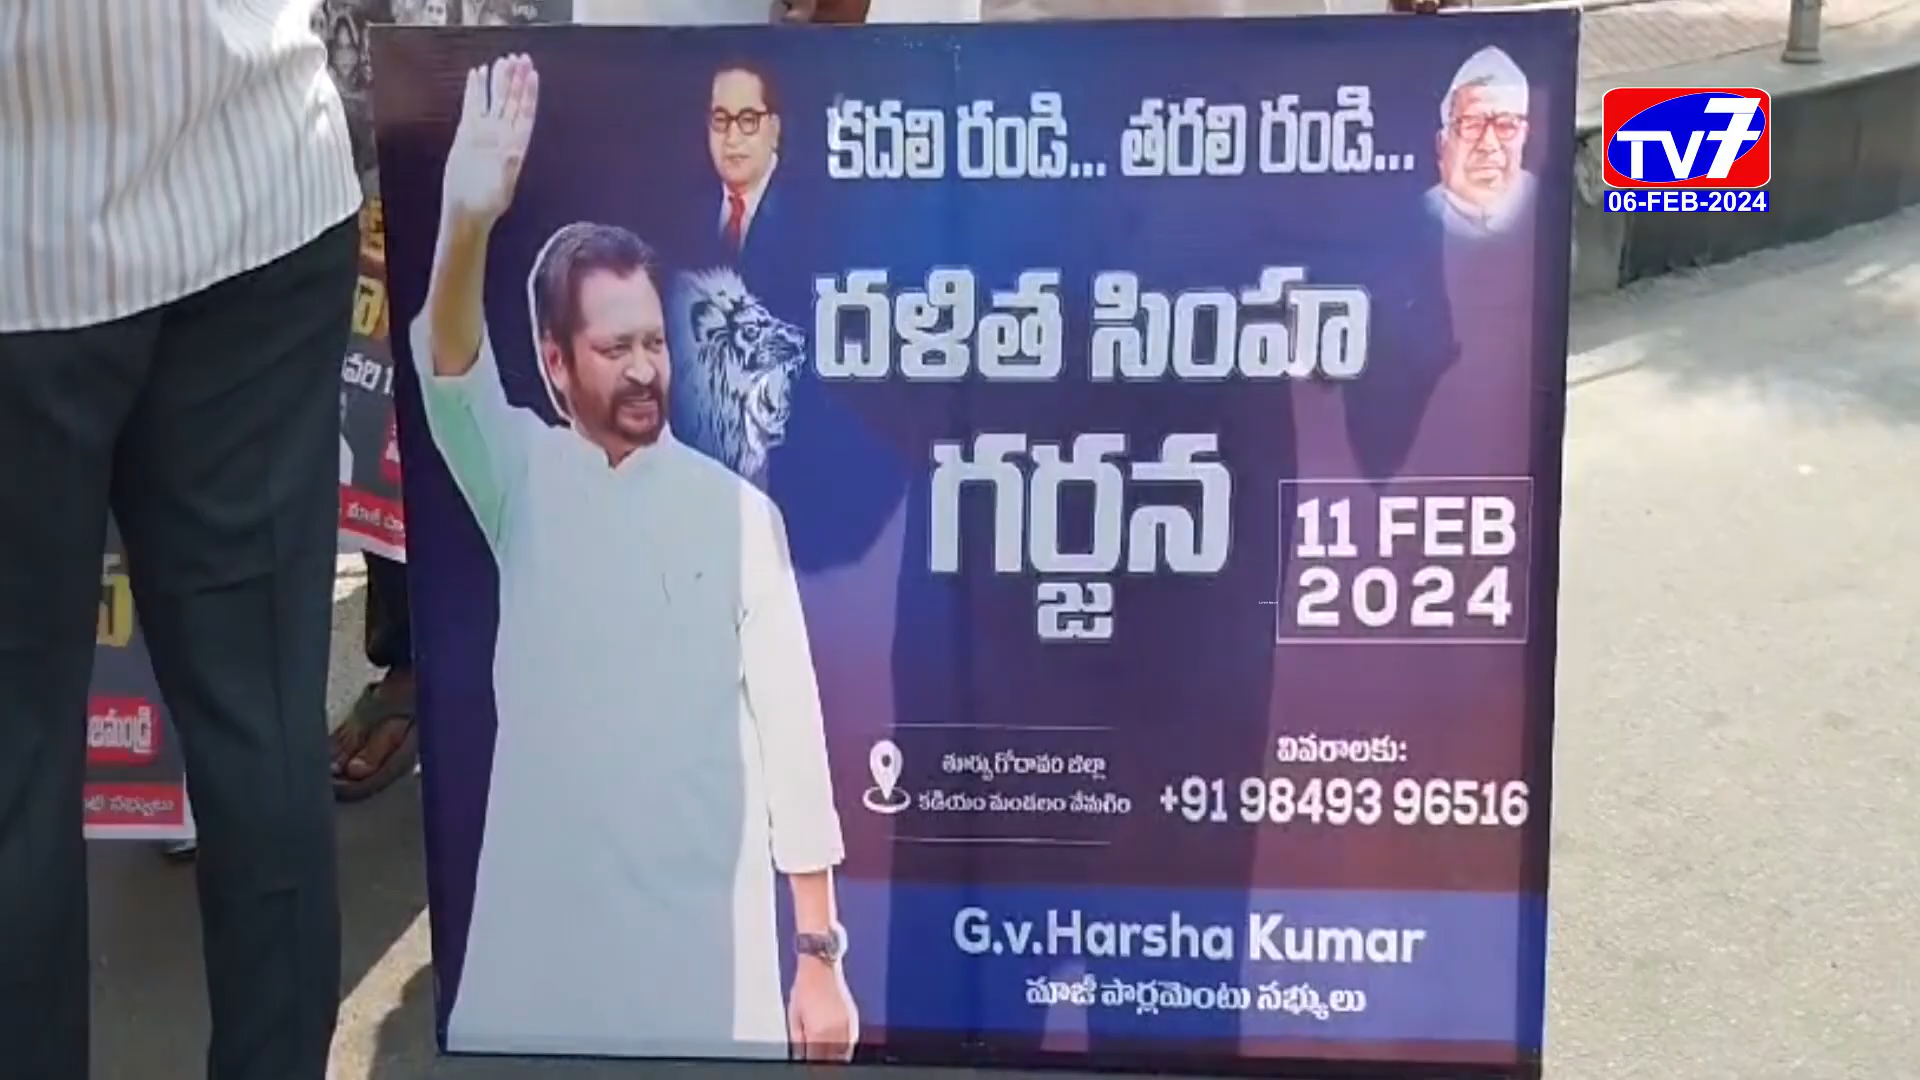 కదలి రండి... తరలి రండి...
TV7
06-FEB-2024
దళిత సింహ
గర్జన
11 FEB
2024
తూర్పు గోదావరి జిల్లా
కడియం మండలం వేమగిరి
వివరాలకు:
+91 98493 96516
G.v.Harsha Kumar
మాజీ పార్లమెంటు సభ్యులు